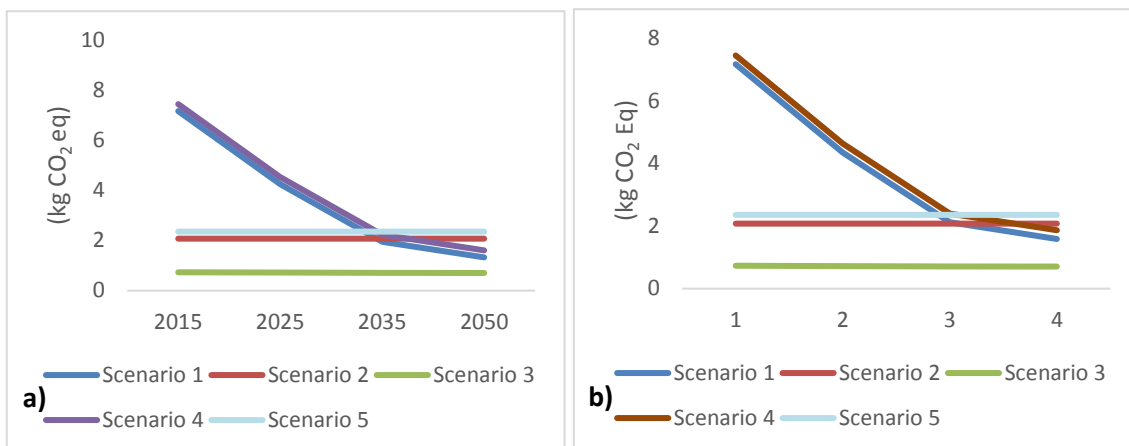 10
8
6
4
2
0
(kg CO₂ eq)
2015 2025 2035 2050
Scenario 1 Scenario 2 Scenario 3
Scenario 4 Scenario 5
a)
8
6
4
2
0
(kg CO₂ Eq)
1 2 3 4
Scenario 1 Scenario 2 Scenario 3
Scenario 4 Scenario 5
b)